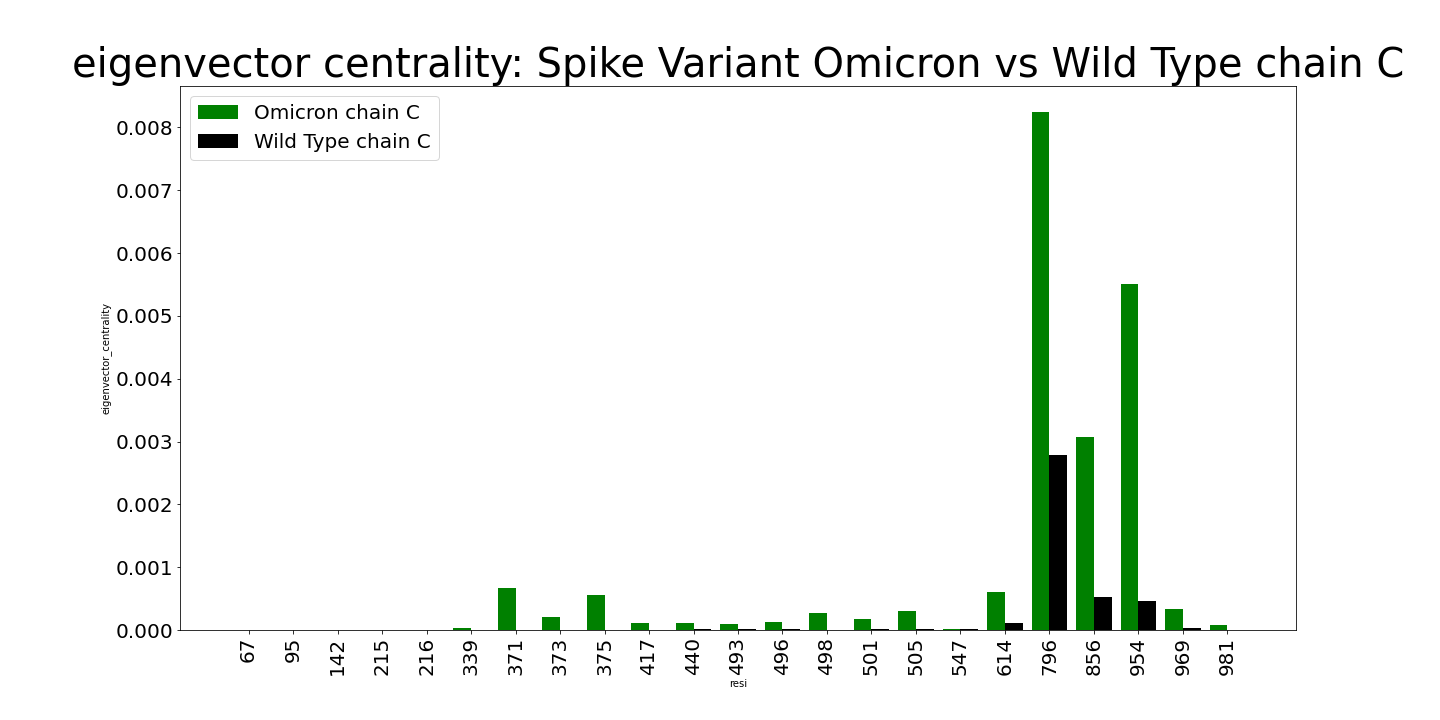 eigenvector centrality: Spike Variant Omicron vs Wild Type chain C
Omicron chain C
Wild Type chain C
0.008
0.007
0.006
0.005
0.004
0.003
0.002
0.001
0.000
eigenvector_centrality
67 95 142 215 216 339 371 373 375 417 440 493 496 498 501 505 547 614 796 856 954 969 981
resi